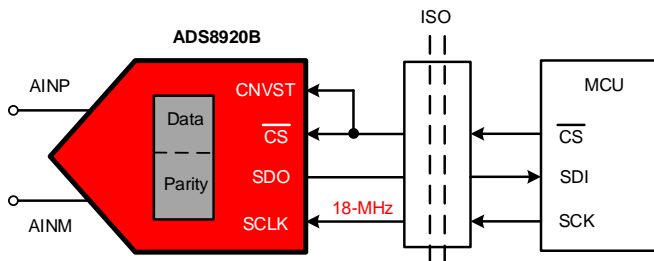 ISO
ADS8920B
AINP
CNVST
MCU
Data
CS
CS
Parity
SDO
SDI
AINM
SCLK
18-MHz
SCK